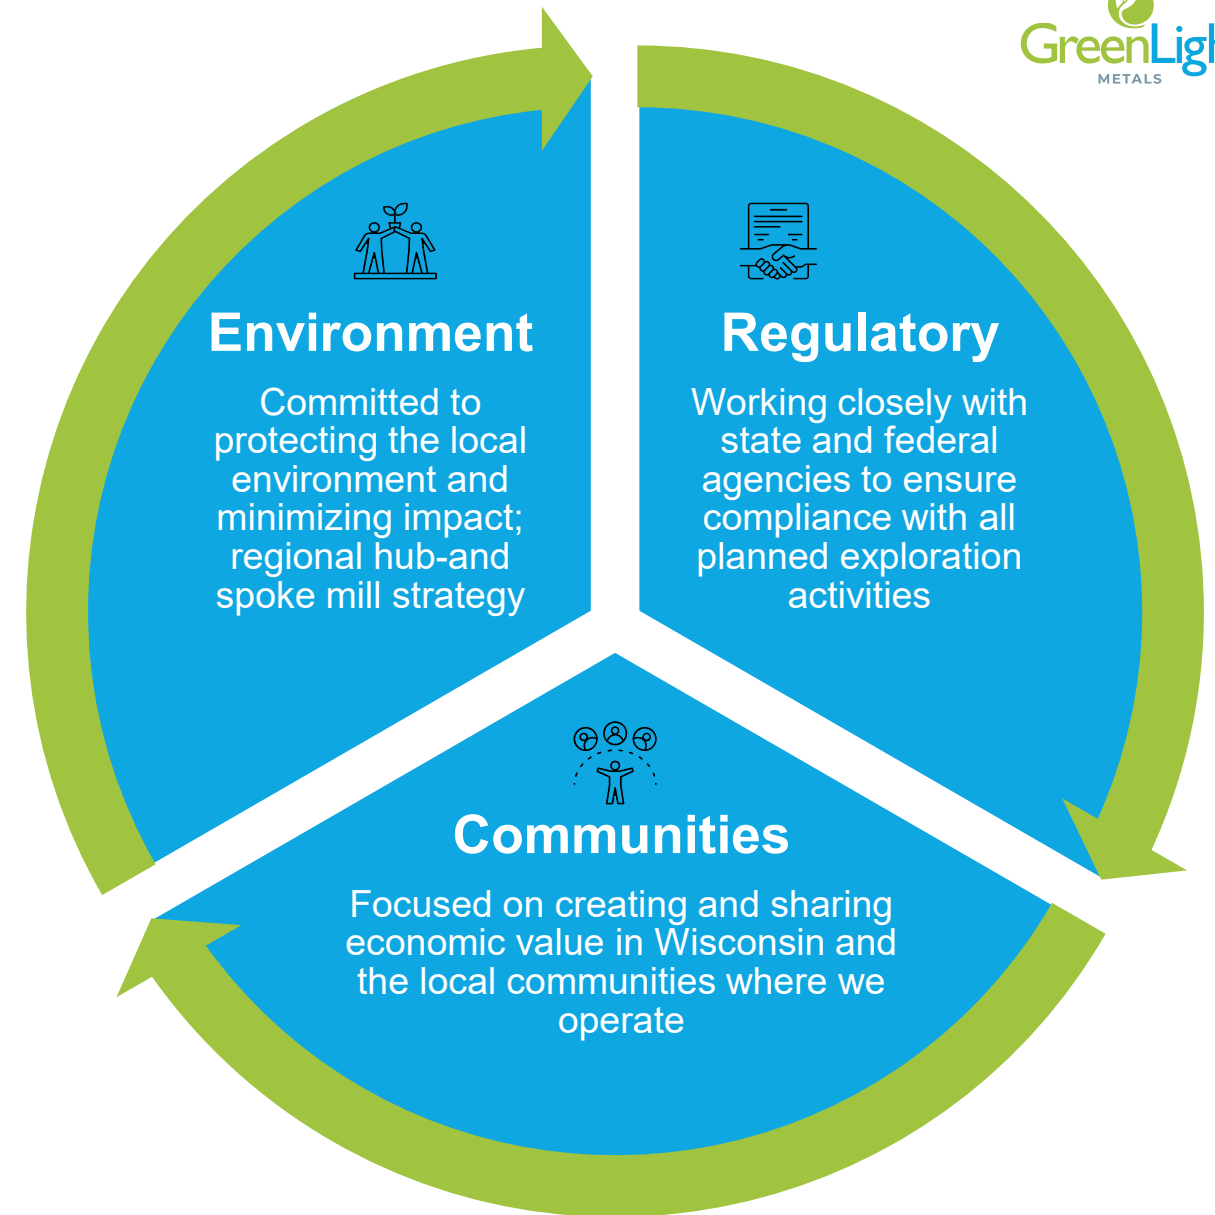 GreenLigh
METALS
Environment
Committed to
protecting the local
environment and
minimizing impact;
regional hub-and
spoke mill strategy
Regulatory
Working closely with
state and federal
agencies to ensure
compliance with all
planned exploration
activities
Communities
Focused on creating and sharing
economic value in Wisconsin and
the local communities where we
operate